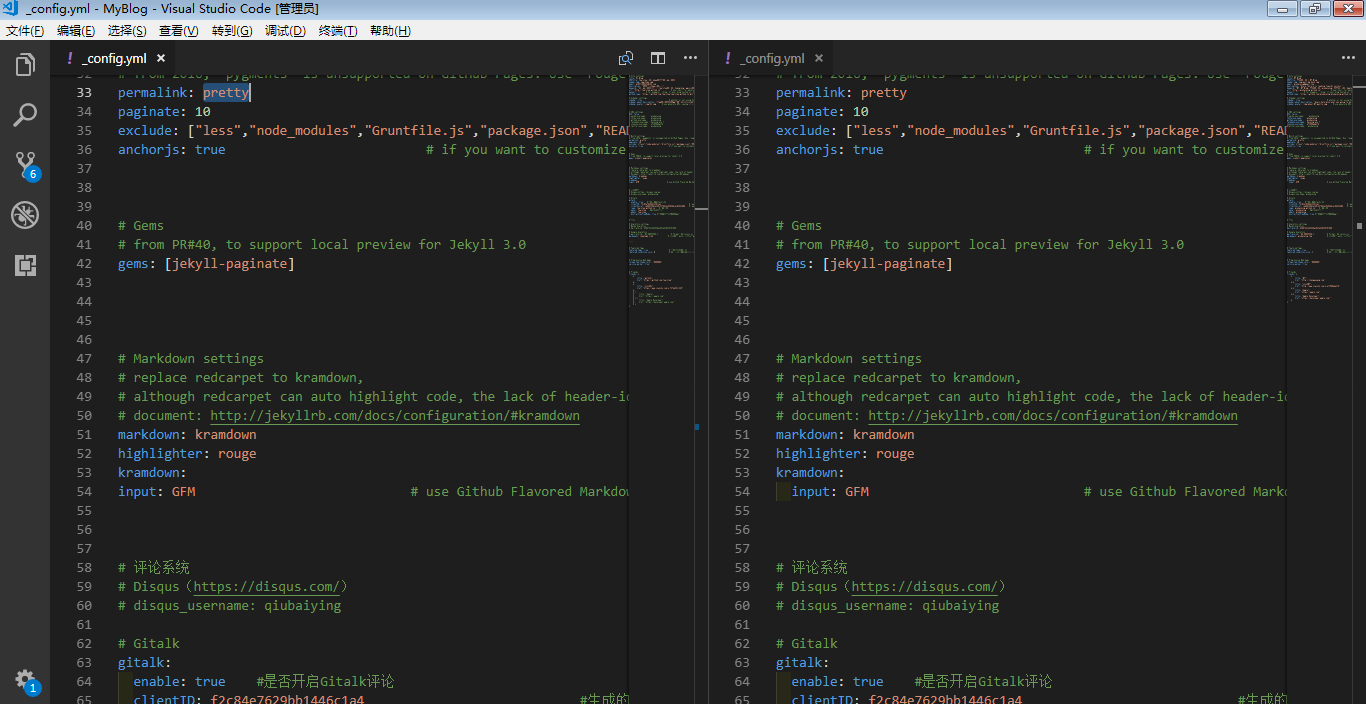 _config.yml - MyBlog - Visual Studio Code [管理员]
文件(F) 编辑(E) 选择(S) 查看(V) 转到(G) 调试(D) 终端(T) 帮助(H)
! _config.yml ×
33 permalink: pretty
34 paginate: 10
35 exclude: ["less","node_modules","Gruntfile.js","package.json","REA
36 anchorjs: true # if you want to customize
37
38
39
40 # Gems
41 # from PR#40, to support local preview for Jekyll 3.0
42 gems: [jekyll-paginate]
43
44
45
46
47 # Markdown settings
48 # replace redcarpet to kramdown,
49 # although redcarpet can auto highlight code, the lack of header-i
50 # document: http://jekyllrb.com/docs/configuration/#kramdown
51 markdown: kramdown
52 highlighter: rouge
53 kramdown:
54 input: GFM # use Github Flavored Markdo
55
56
57
58 # 评论系统
59 # Disqus（https://disqus.com/）
60 # disqus_username: qiubaiying
61
62 # Gitalk
63 gitalk:
64 enable: true #是否开启Gitalk评论
65 clientID: f2c84e7629bb1446c1a4 #生成的
! _config.yml ×
33 permalink: pretty
34 paginate: 10
35 exclude: ["less","node_modules","Gruntfile.js","package.json","REA
36 anchorjs: true # if you want to customize
37
38
39
40 # Gems
41 # from PR#40, to support local preview for Jekyll 3.0
42 gems: [jekyll-paginate]
43
44
45
46
47 # Markdown settings
48 # replace redcarpet to kramdown,
49 # although redcarpet can auto highlight code, the lack of header-i
50 # document: http://jekyllrb.com/docs/configuration/#kramdown
51 markdown: kramdown
52 highlighter: rouge
53 kramdown:
54 input: GFM # use Github Flavored Mark
55
56
57
58 # 评论系统
59 # Disqus（https://disqus.com/）
60 # disqus_username: qiubaiying
61
62 # Gitalk
63 gitalk:
64 enable: true #是否开启Gitalk评论
65 clientID: f2c84e7629bb1446c1a4 #生成的
6
1